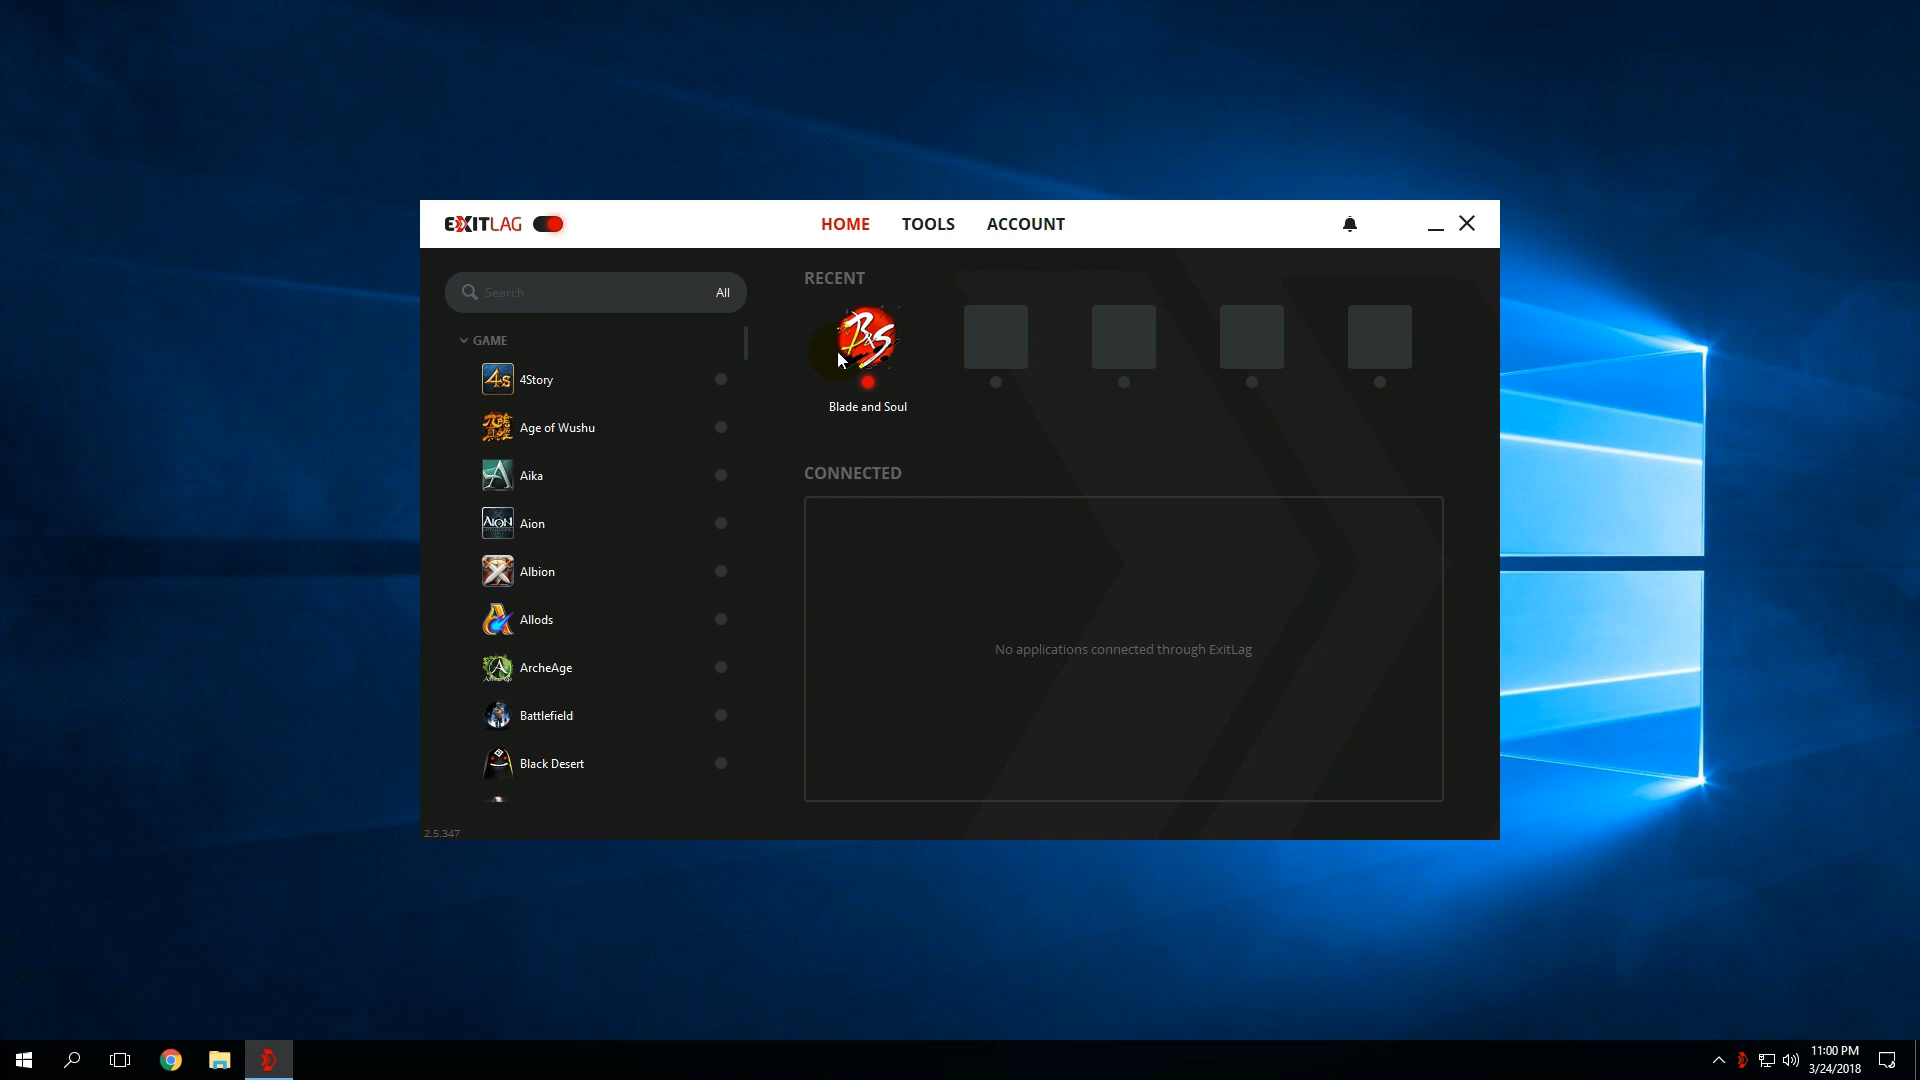 EXITLAG
HOME
TOOLS
ACCOUNT
Search
All
GAME
4Story
Age of Wushu
Aika
Aion
Albion
Allods
ArcheAge
Battlefield
Black Desert
2.5.347
RECENT
B&S
Blade and Soul
CONNECTED
No applications connected through ExitLag
11:00 PM
3/24/2018